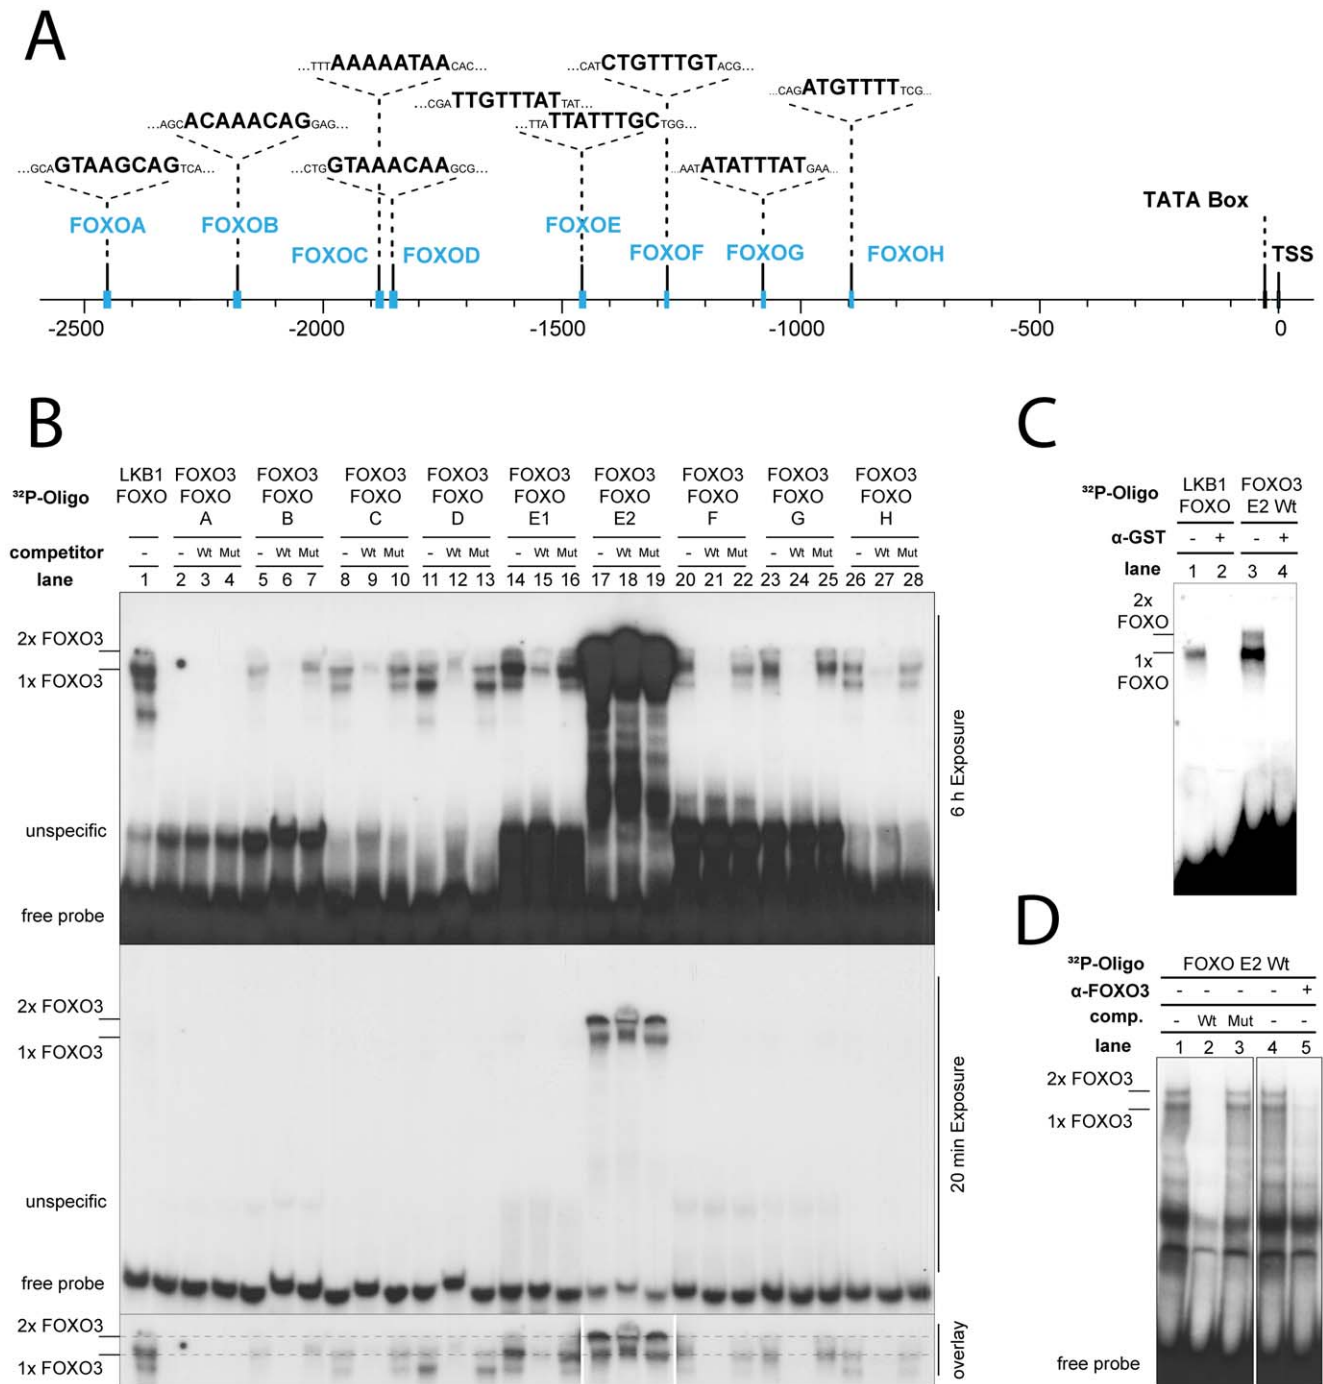 A
...TTTAAAAATAACAC...
...CATCTGTTTGTACG...
...CAGATGTTTTTCG...
...CGATTGTTTATTAT...
...AGCACAAACAGGAG...
...TTATTATTTGCTGG...
...GCAGTAAGCAGTCA...
...CTGGTAAACAAGCG...
...AATATATTTATGAA...
TATA Box
FOXOA
FOXOB
FOXOE
FOXOC
FOXOD
FOXOF
FOXOG
FOXOH
TSS
-2500
-2000
-1500
-1000
-500
0
B
LKB1 FOXO3 FOXO3 FOXO3 FOXO3 FOXO3 FOXO3 FOXO3 FOXO3 FOXO3
³²P-Oligo FOXO FOXO FOXO FOXO FOXO FOXO FOXO FOXO FOXO FOXO
A B C D E1 E2 F G H
competitor - - Wt Mut - Wt Mut - Wt Mut - Wt Mut - Wt Mut - Wt Mut - Wt Mut - Wt Mut - Wt Mut
lane 1 2 3 4 5 6 7 8 9 10 11 12 13 14 15 16 17 18 19 20 21 22 23 24 25 26 27 28
2x FOXO3
1x FOXO3
unspecific
free probe
6 h Exposure
2x FOXO3
1x FOXO3
unspecific
free probe
20 min Exposure
2x FOXO3
1x FOXO3
overlay
C
LKB1 FOXO3
³²P-Oligo FOXO E2 Wt
α-GST - + - +
lane 1 2 3 4
2x
FOXO
1x
FOXO
D
³²P-Oligo FOXO E2 Wt
α-FOXO3 - - - - +
comp. - Wt Mut - -
lane 1 2 3 4 5
2x FOXO3
1x FOXO3
free probe